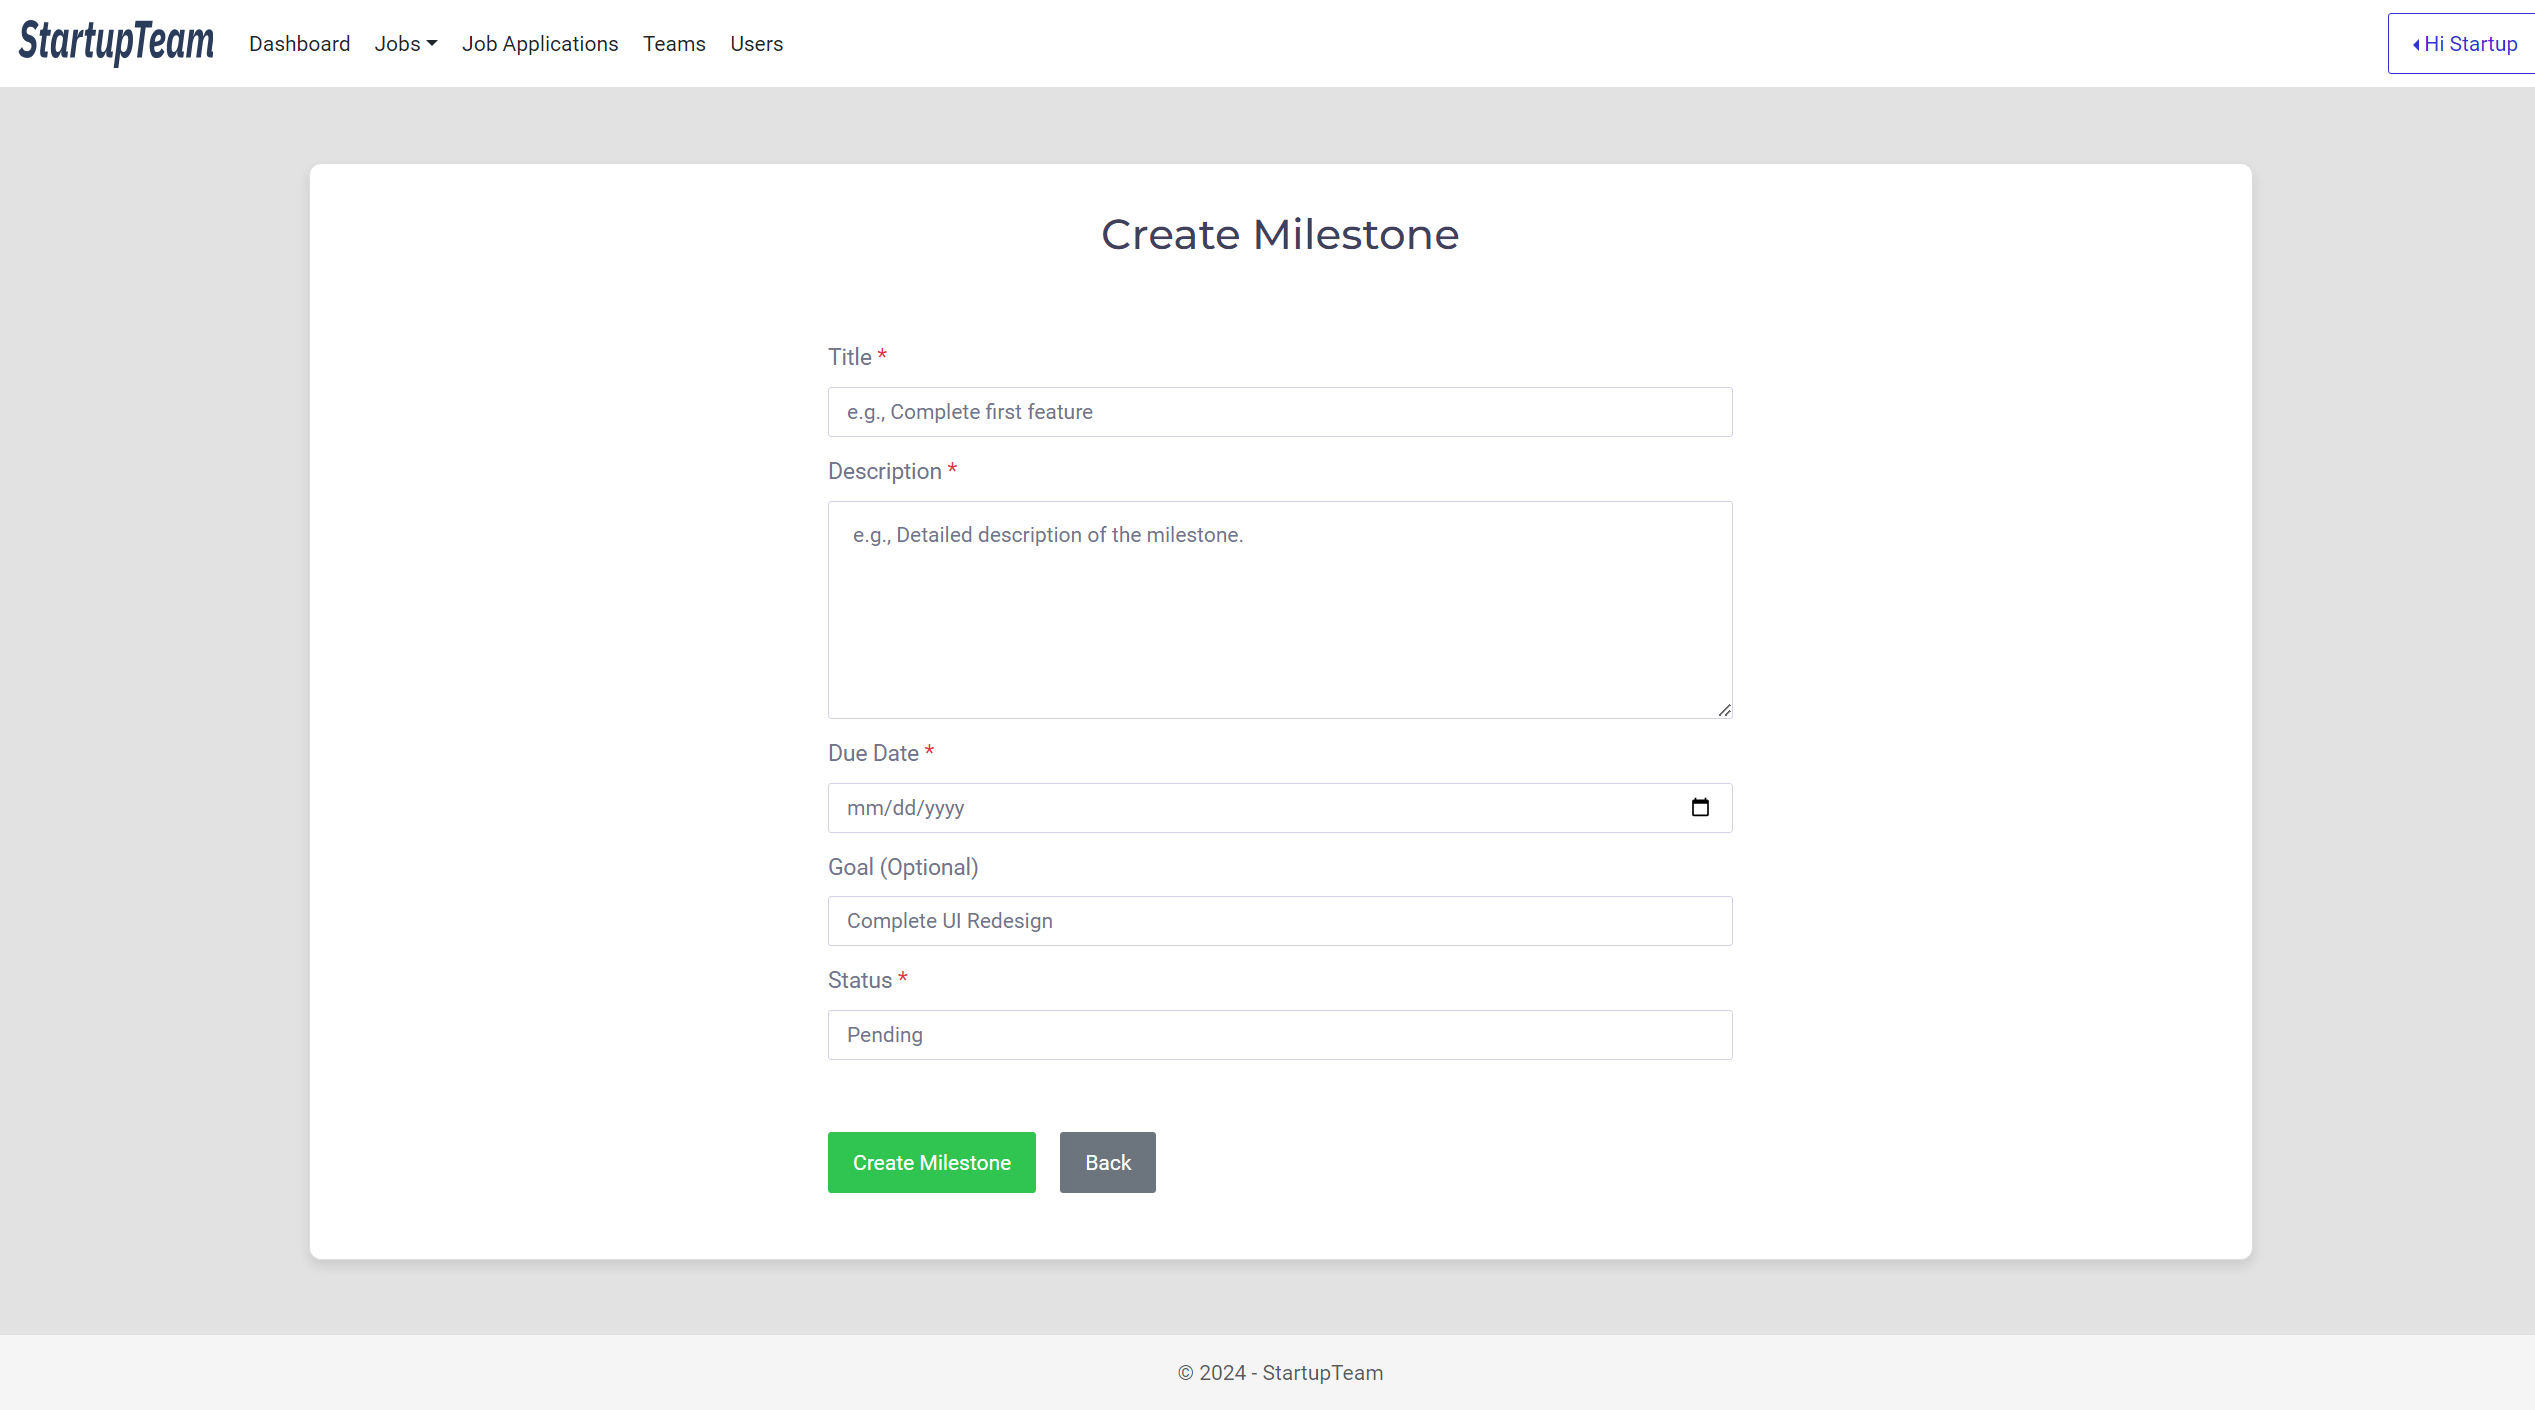 StartupTeam Dashboard Jobs Job Applications Teams Users Hi Startup
Create Milestone
Title *
e.g., Complete first feature
Description *
e.g., Detailed description of the milestone.
Due Date *
mm/dd/yyyy
Goal (Optional)
Complete UI Redesign
Status *
Pending
Create Milestone Back
© 2024 - StartupTeam